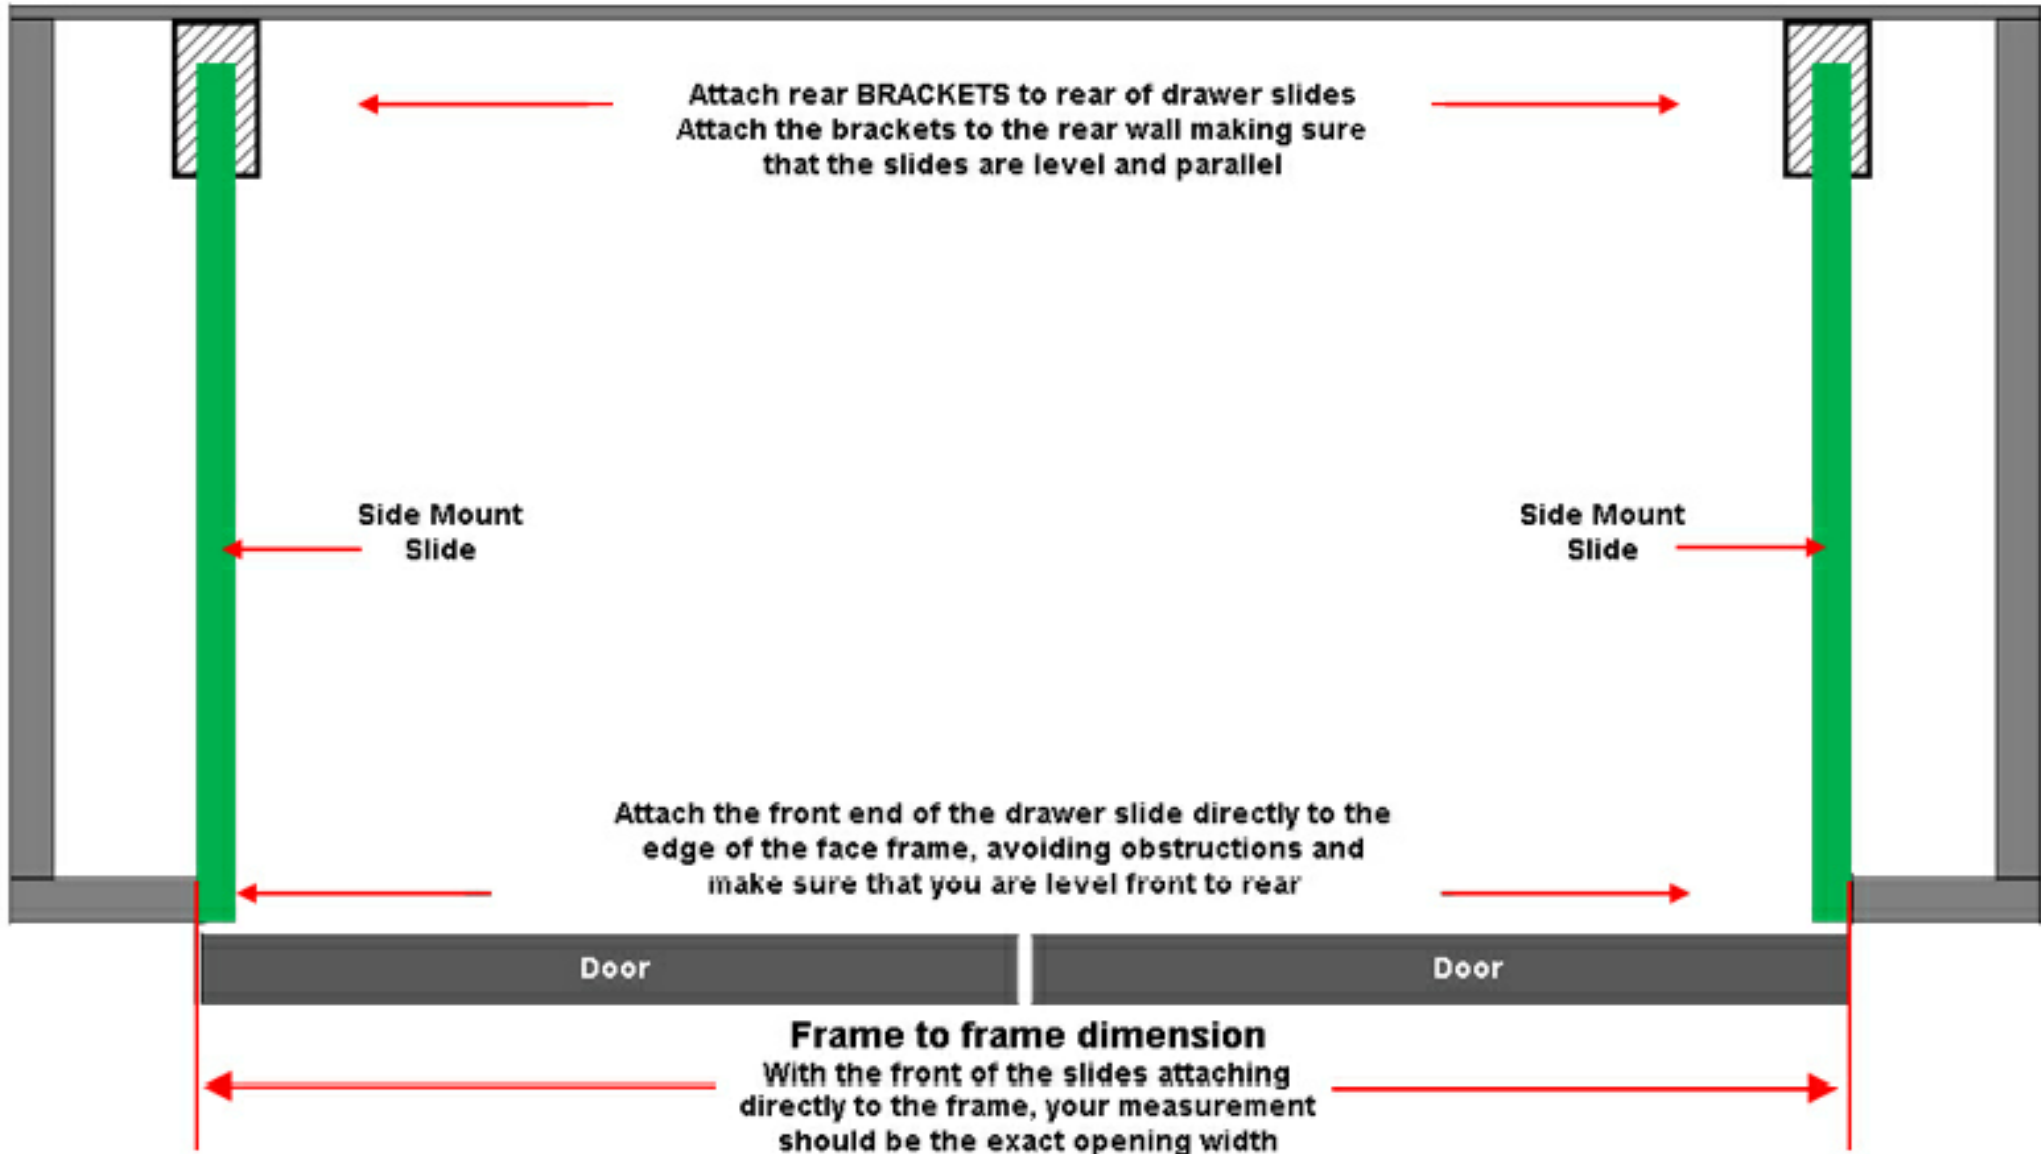 Attach rear BRACKETS to rear of drawer slides
Attach the brackets to the rear wall making sure
that the slides are level and parallel
Side Mount
Slide
Side Mount
Slide
Attach the front end of the drawer slide directly to the
edge of the face frame, avoiding obstructions and
make sure that you are level front to rear
Door
Door
Frame to frame dimension
With the front of the slides attaching
directly to the frame, your measurement
should be the exact opening width